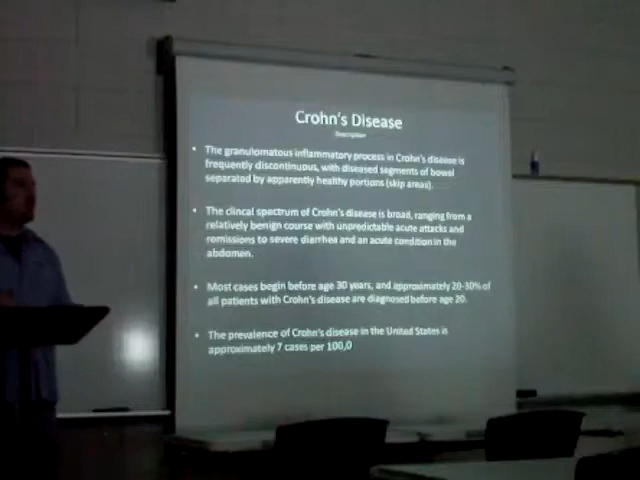 Crohn's Disease
Description
• The granulomatous inflammatory process in Crohn's disease is
frequently discontinuous, with diseased segments of bowel
separated by apparently healthy portions (skip areas).
• The clincal spectrum of Crohn's disease is broad, ranging from a
relatively benign course with unpredictable acute attacks and
remissions to severe diarrhea and an acute condition in the
abdomen.
• Most cases begin before age 30 years, and approximately 20-30% of
all patients with Crohn's disease are diagnosed before age 20.
• The prevalence of Crohn's disease in the United States is
approximately 7 cases per 100,0